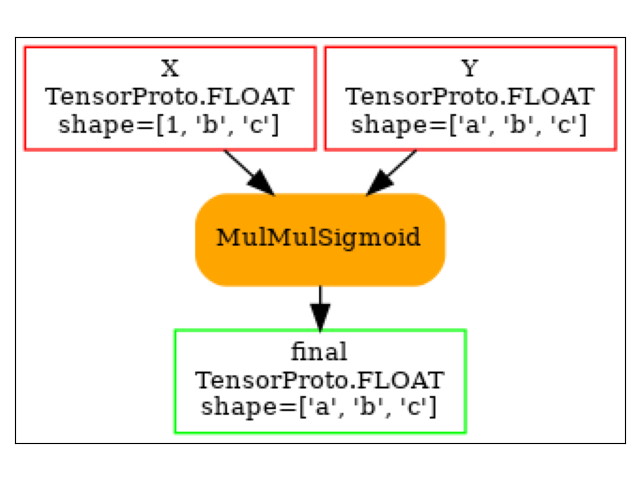 X
TensorProto.FLOAT
shape=[1, 'b', 'c']
Y
TensorProto.FLOAT
shape=['a', 'b', 'c']
MulMulSigmoid
final
TensorProto.FLOAT
shape=['a', 'b', 'c']